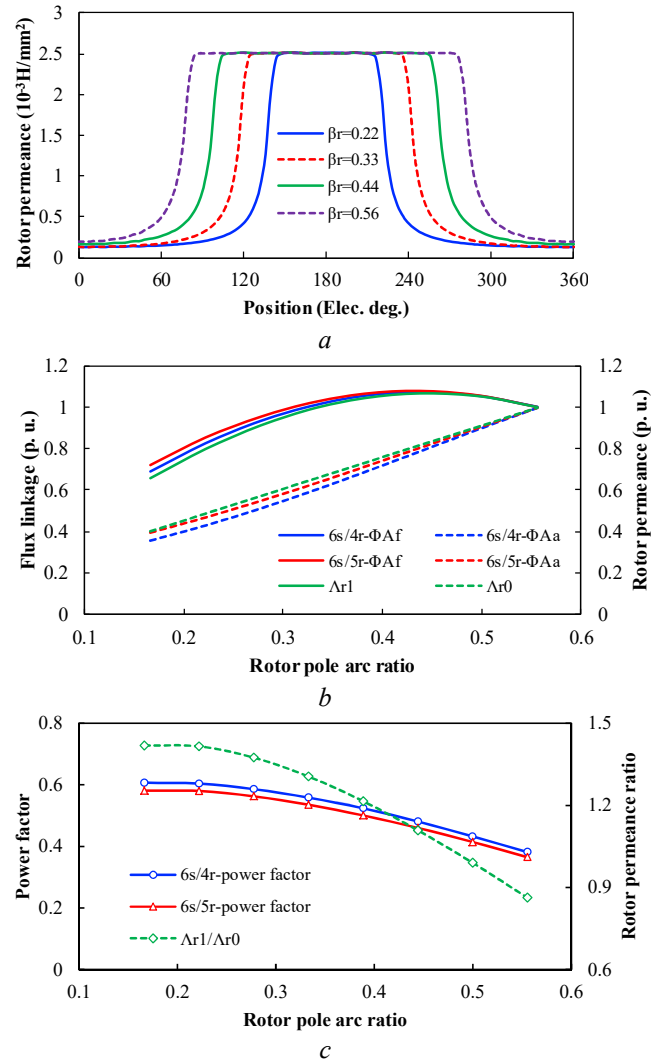 3
2.5
2
1.5
1
0.5
0
Rotor permeance (10⁻³H/mm²)
βr=0.22
βr=0.33
βr=0.44
βr=0.56
0 60 120 180 240 300 360
Position (Elec. deg.)
a
1.2
1
0.8
0.6
0.4
0.2
0
Flux linkage (p. u.)
6s/4r-ΦAf 6s/4r-ΦAa
6s/5r-ΦAf 6s/5r-ΦAa
Λr1 Λr0
1.2
1
0.8
0.6
0.4
0.2
0
Rotor permeance (p. u.)
0.1 0.2 0.3 0.4 0.5 0.6
Rotor pole arc ratio
b
0.8
0.6
0.4
0.2
0
Power factor
6s/4r-power factor
6s/5r-power factor
Λr1/Λr0
1.5
1.2
0.9
0.6
Rotor permeance ratio
0.1 0.2 0.3 0.4 0.5 0.6
Rotor pole arc ratio
c